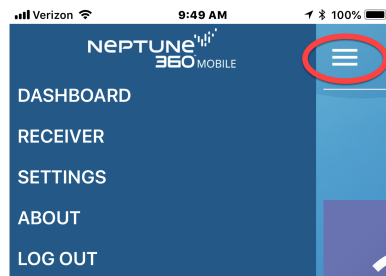 Verizon 9:49 AM 100%
NEPTUNE
360 MOBILE
DASHBOARD
RECEIVER
SETTINGS
ABOUT
LOG OUT